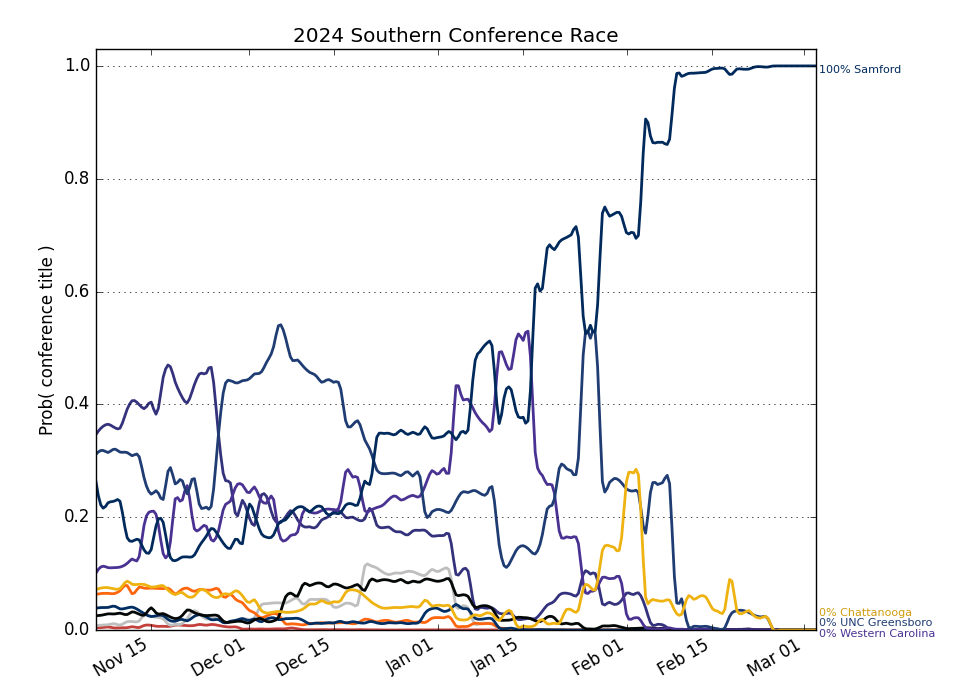 2024 Southern Conference Race
Prob( conference title )
1.0
0.8
0.6
0.4
0.2
0.0
100% Samford
0% Chattanooga
0% UNC Greensboro
0% Western Carolina
Nov 15
Dec 01
Dec 15
Jan 01
Jan 15
Feb 01
Feb 15
Mar 01